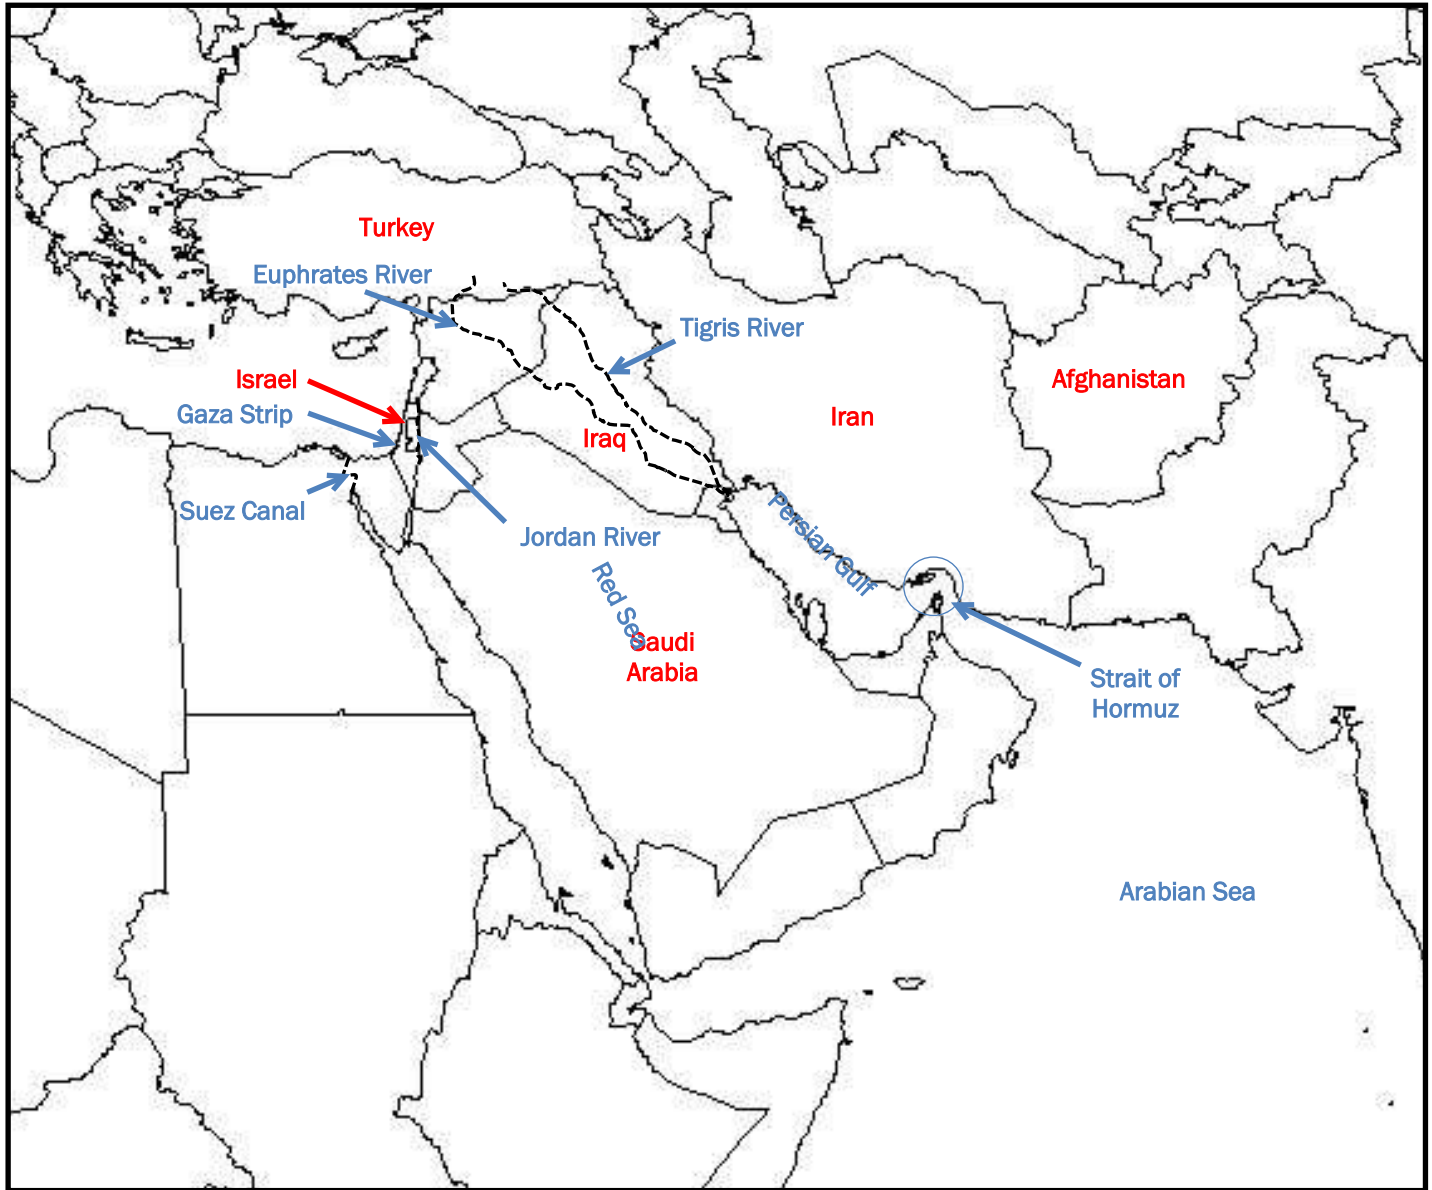 Turkey
Euphrates River
Tigris River
Israel
Afghanistan
Gaza Strip
Iran
Iraq
Suez Canal
Jordan River
Persian Gulf
Red Sea
Saudi
Arabia
Strait of
Hormuz
Arabian Sea